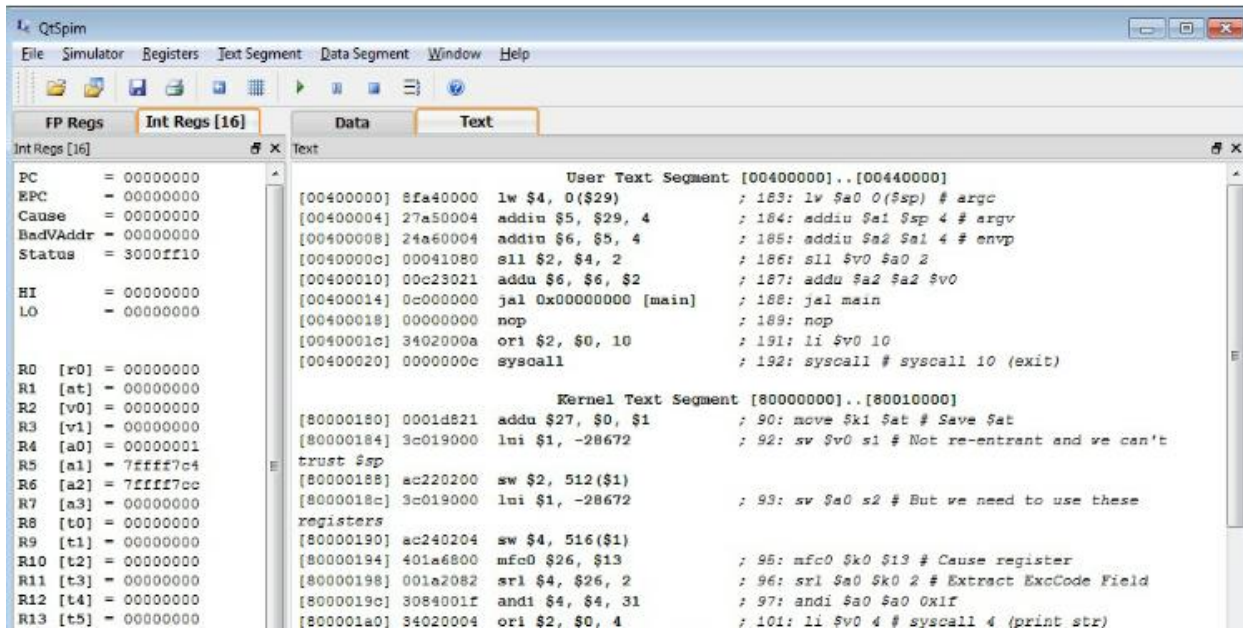 QtSpim
File Simulator Registers Text Segment Data Segment Window Help
FP Regs Int Regs [16] Data Text
Int Regs [16] Text
PC = 00000000
EPC = 00000000
Cause = 00000000
BadVAddr = 00000000
Status = 3000ff10
HI = 00000000
LO = 00000000
R0 [r0] = 00000000
R1 [at] = 00000000
R2 [v0] = 00000000
R3 [v1] = 00000000
R4 [a0] = 00000001
R5 [a1] = 7ffff7c4
R6 [a2] = 7ffff7cc
R7 [a3] = 00000000
R8 [t0] = 00000000
R9 [t1] = 00000000
R10 [t2] = 00000000
R11 [t3] = 00000000
R12 [t4] = 00000000
R13 [t5] = 00000000
User Text Segment [00400000]..[00440000]
[00400000] 8fa40000 lw $4, 0($29) ; 183: lw $a0 0($sp) # argc
[00400004] 27a50004 addiu $5, $29, 4 ; 184: addiu $a1 $sp 4 # argv
[00400008] 24a60004 addiu $6, $5, 4 ; 185: addiu $a2 $a1 4 # envp
[0040000c] 00041080 sll $2, $4, 2 ; 186: sll $v0 $a0 2
[00400010] 00c23021 addu $6, $6, $2 ; 187: addu $a2 $a2 $v0
[00400014] 0c000000 jal 0x00000000 [main] ; 188: jal main
[00400018] 00000000 nop ; 189: nop
[0040001c] 3402000a ori $2, $0, 10 ; 191: li $v0 10
[00400020] 0000000c syscall ; 192: syscall # syscall 10 (exit)
Kernel Text Segment [80000000]..[80010000]
[80000180] 0001d821 addu $27, $0, $1 ; 90: move $k1 $at # Save $at
[80000184] 3c019000 lui $1, -28672 ; 92: sw $v0 s1 # Not re-entrant and we can't
trust $sp
[80000188] ac220200 sw $2, 512($1)
[8000018c] 3c019000 lui $1, -28672 ; 93: sw $a0 s2 # But we need to use these
registers
[80000190] ac240204 sw $4, 516($1)
[80000194] 401a6800 mfc0 $26, $13 ; 95: mfc0 $k0 $13 # Cause register
[80000198] 001a2082 srl $4, $26, 2 ; 96: srl $a0 $k0 2 # Extract ExcCode Field
[8000019c] 3084001f andi $4, $4, 31 ; 97: andi $a0 $a0 0x1f
[800001a0] 34020004 ori $2, $0, 4 ; 101: li $v0 4 # syscall 4 (print str)